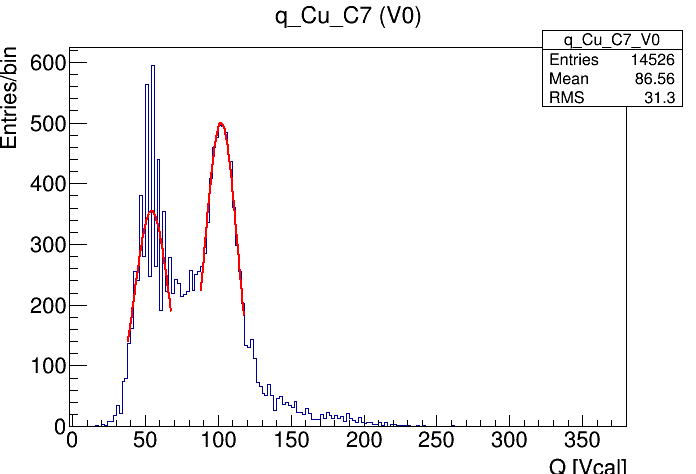 q_Cu_C7 (V0)
q_Cu_C7_V0
Entries 14526
Mean 86.56
RMS 31.3
Entries/bin
600
500
400
300
200
100
0
0 50 100 150 200 250 300 350
Q [Vcal]